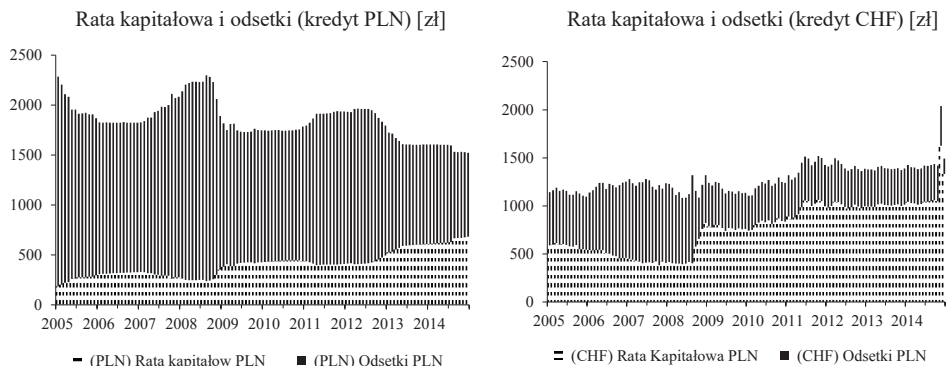 Rata kapitałowa i odsetki (kredyt PLN) [zł]
2500
2000
1500
1000
500
0
2005 2006 2007 2008 2009 2010 2011 2012 2013 2014
(PLN) Rata kapitałow PLN (PLN) Odsetki PLN
Rata kapitałowa i odsetki (kredyt CHF) [zł]
2500
2000
1500
1000
500
0
2005 2006 2007 2008 2009 2010 2011 2012 2013 2014
(CHF) Rata Kapitałowa PLN (CHF) Odsetki PLN